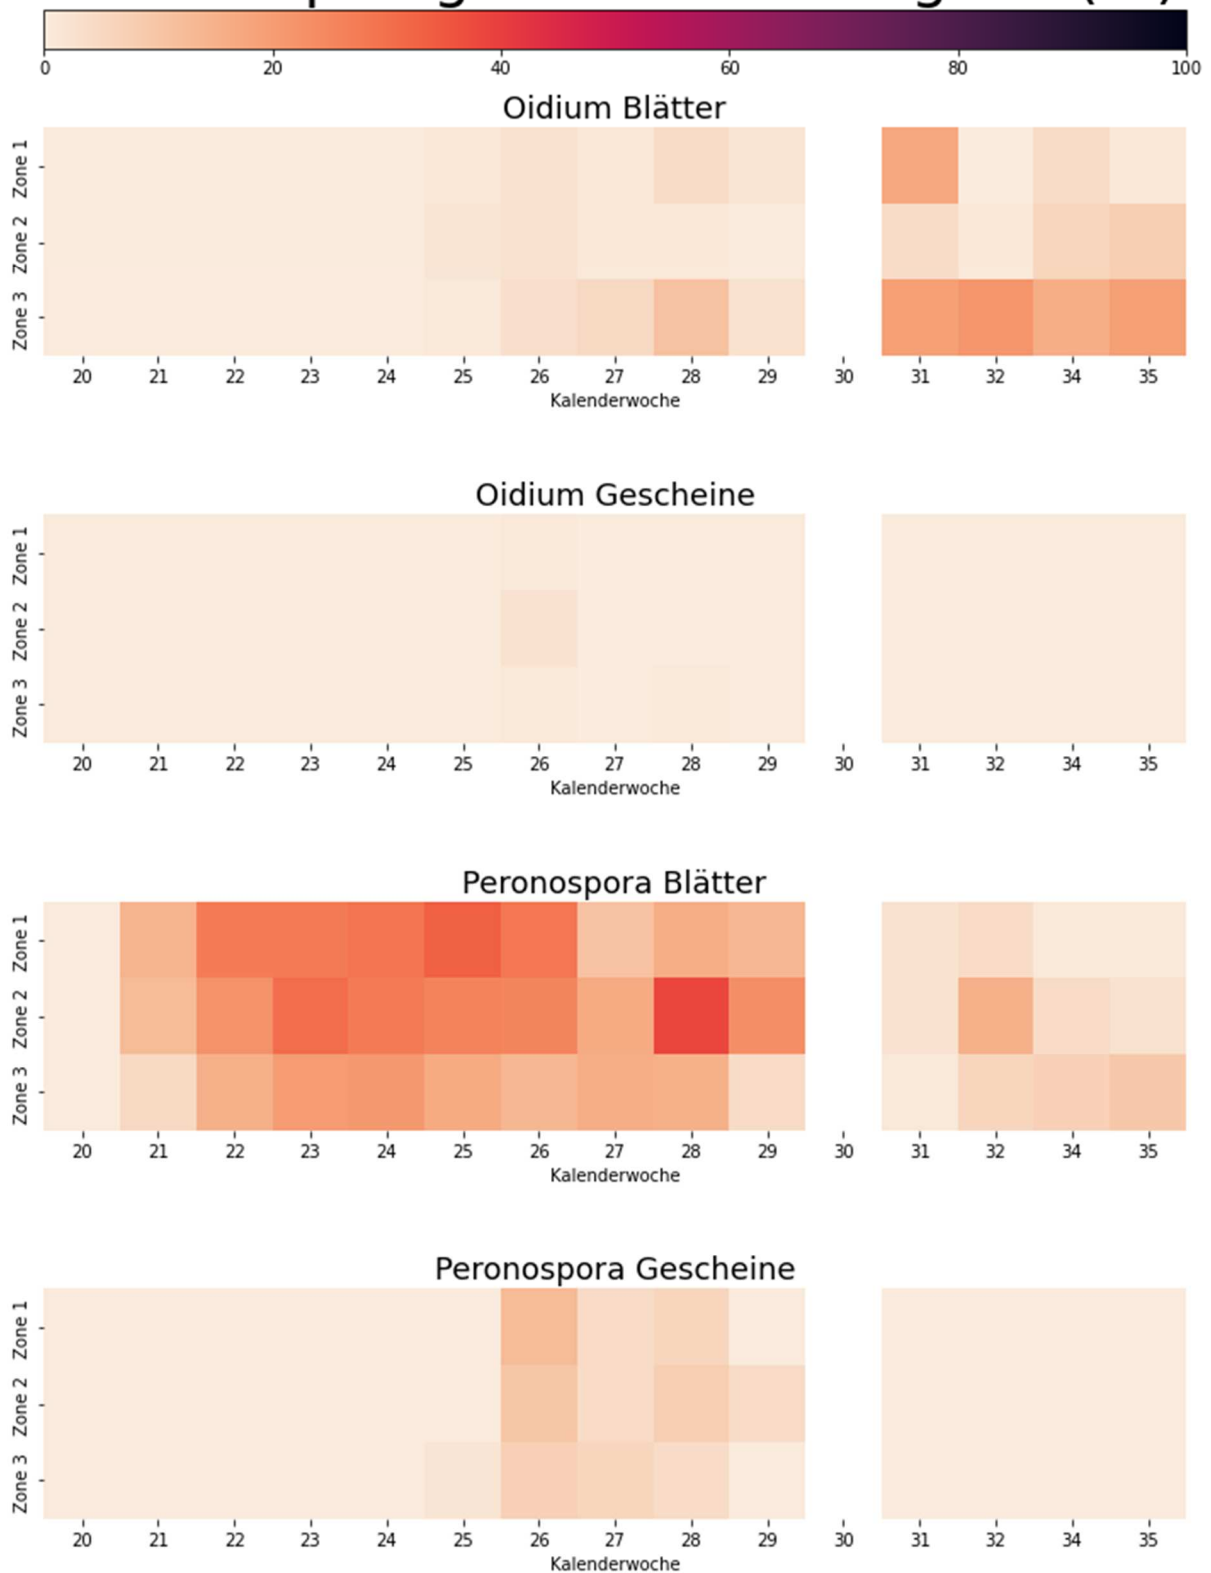 0 20 40 60 80 100
Oidium Blätter
Zone 1
Zone 2
Zone 3
20 21 22 23 24 25 26 27 28 29 30 31 32 34 35
Kalenderwoche
Oidium Gescheine
Zone 1
Zone 2
Zone 3
20 21 22 23 24 25 26 27 28 29 30 31 32 34 35
Kalenderwoche
Peronospora Blätter
Zone 1
Zone 2
Zone 3
20 21 22 23 24 25 26 27 28 29 30 31 32 34 35
Kalenderwoche
Peronospora Gescheine
Zone 1
Zone 2
Zone 3
20 21 22 23 24 25 26 27 28 29 30 31 32 34 35
Kalenderwoche